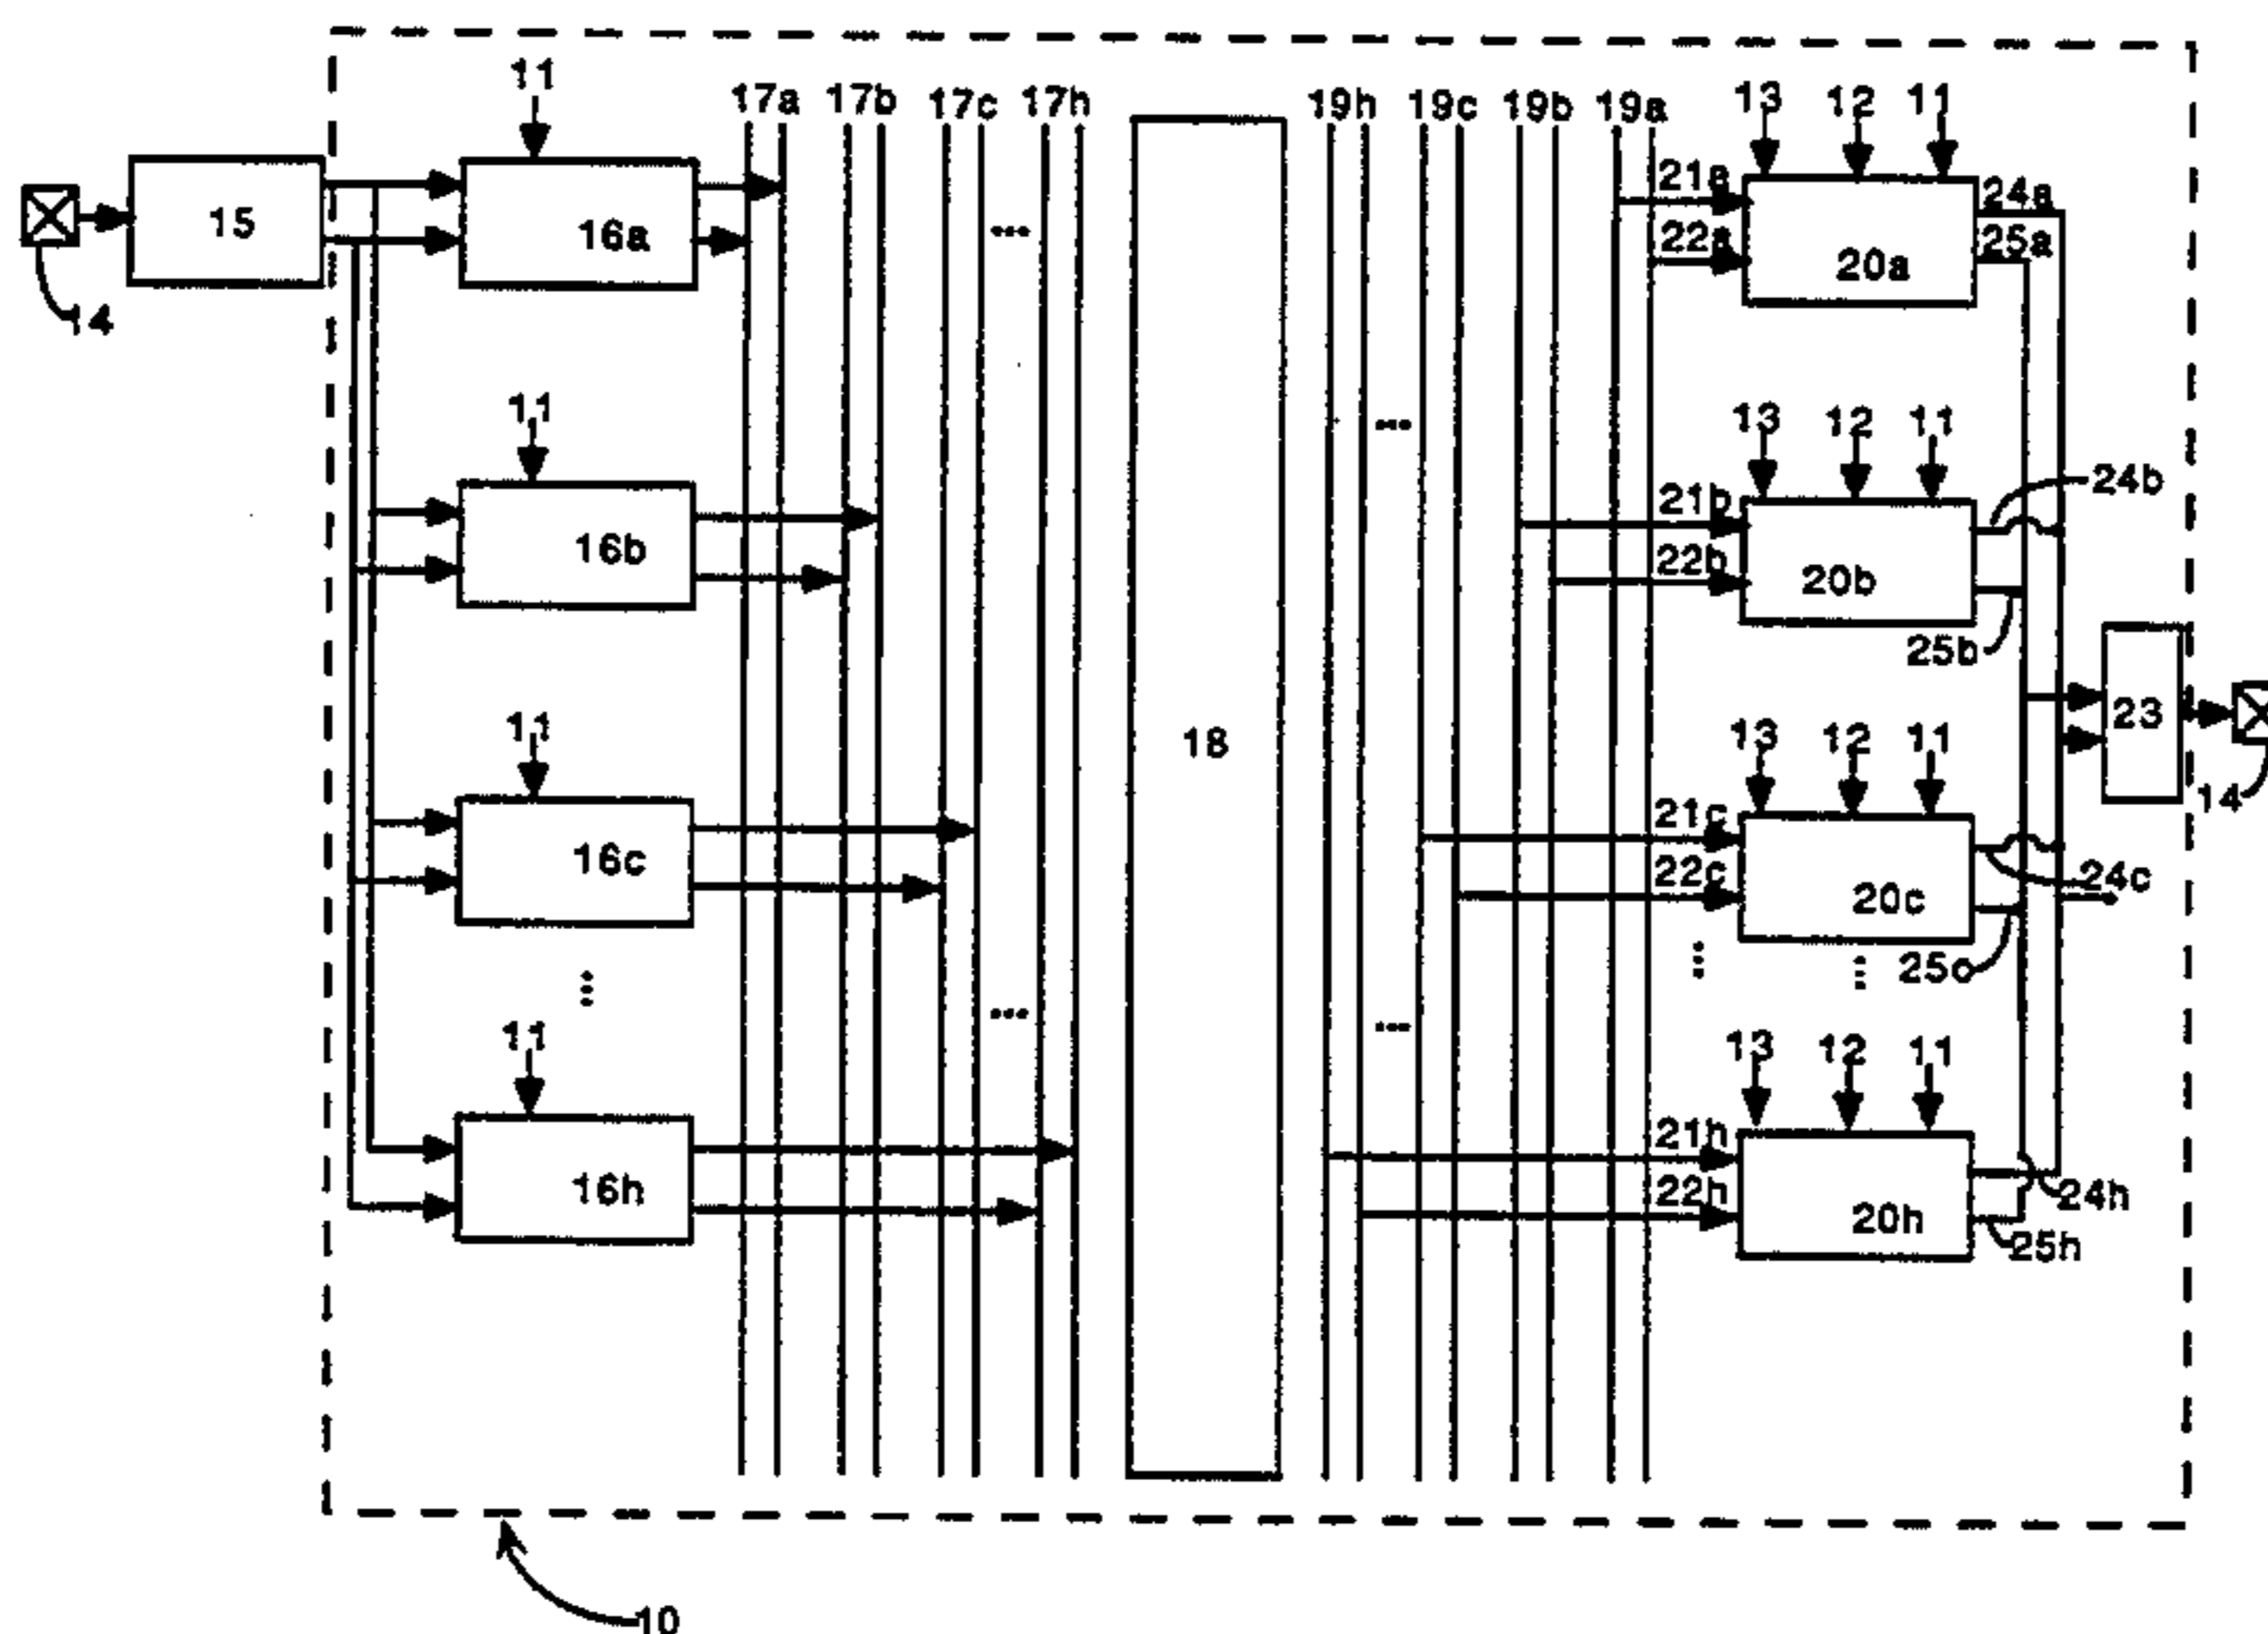 11
17a 17b 17c 17h 19h 19c 19b 19a 13 12 11
15 16a ... 21a 24a
22a 20a 25a
14
11 13 12 11
...
24b
16b 21b
22b 20b
25b
11 18 13 12 11 23
14
16c 21c
22c 20c 24c
... ... ... 25c
11 ... ... 13 12 11
16h 21h
22h 20h 24h
25h
10